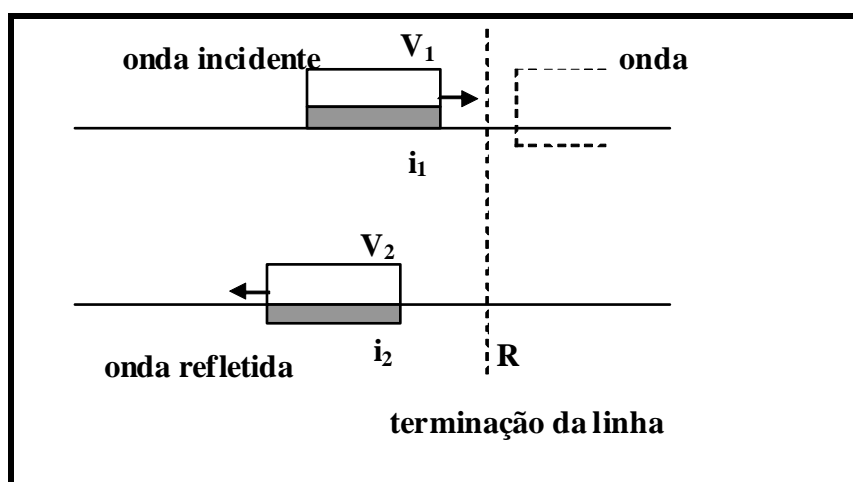 onda incidente V1 onda
i1
V2
onda refletida i2 R
terminação da linha